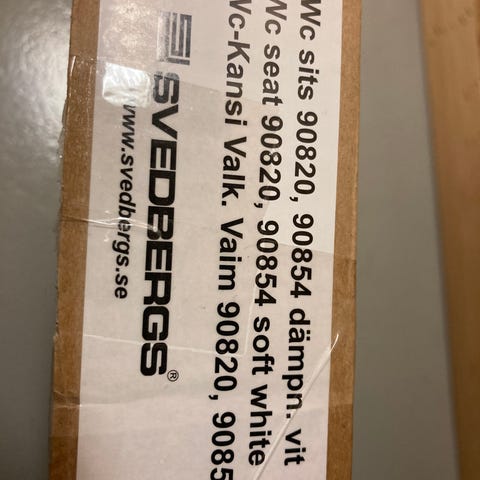 Wc sits 90820, 90854 dämpn. vit
Wc seat 90820, 90854 soft white
Wc-Kansi Valk. Vaim 90820, 9085
SVEDBERGS®
www.svedbergs.se